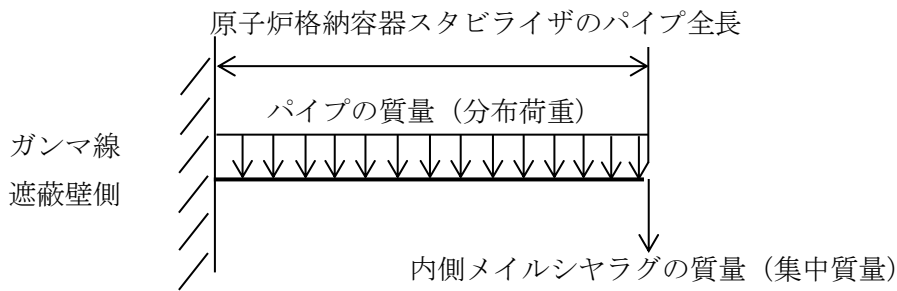 原子炉格納容器スタビライザのパイプ全長
パイプの質量（分布荷重）
ガンマ線
遮蔽壁側
内側メイルシヤラグの質量（集中質量）